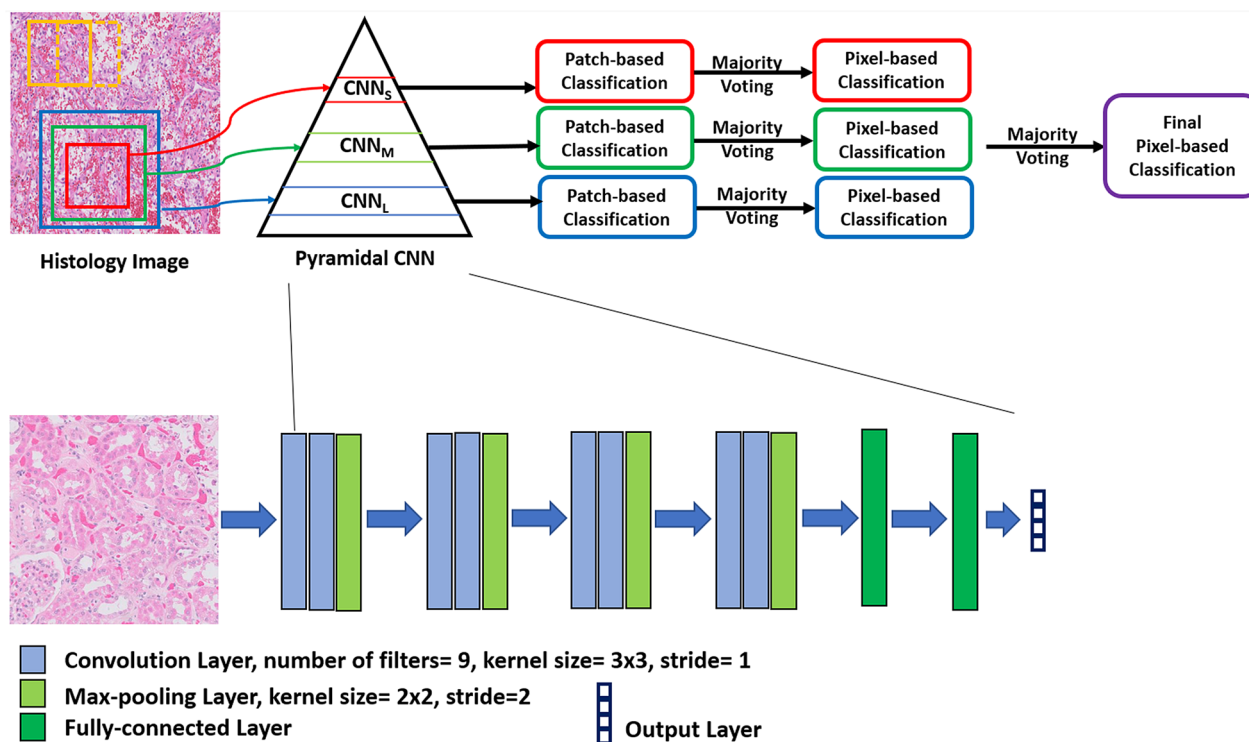 CNNS
CNNM
CNNL
Histology Image
Pyramidal CNN
Patch-based
Classification
Majority
Voting
Pixel-based
Classification
Patch-based
Classification
Majority
Voting
Pixel-based
Classification
Patch-based
Classification
Majority
Voting
Pixel-based
Classification
Majority
Voting
Final
Pixel-based
Classification
Convolution Layer, number of filters= 9, kernel size= 3x3, stride= 1
Max-pooling Layer, kernel size= 2x2, stride=2
Fully-connected Layer
Output Layer